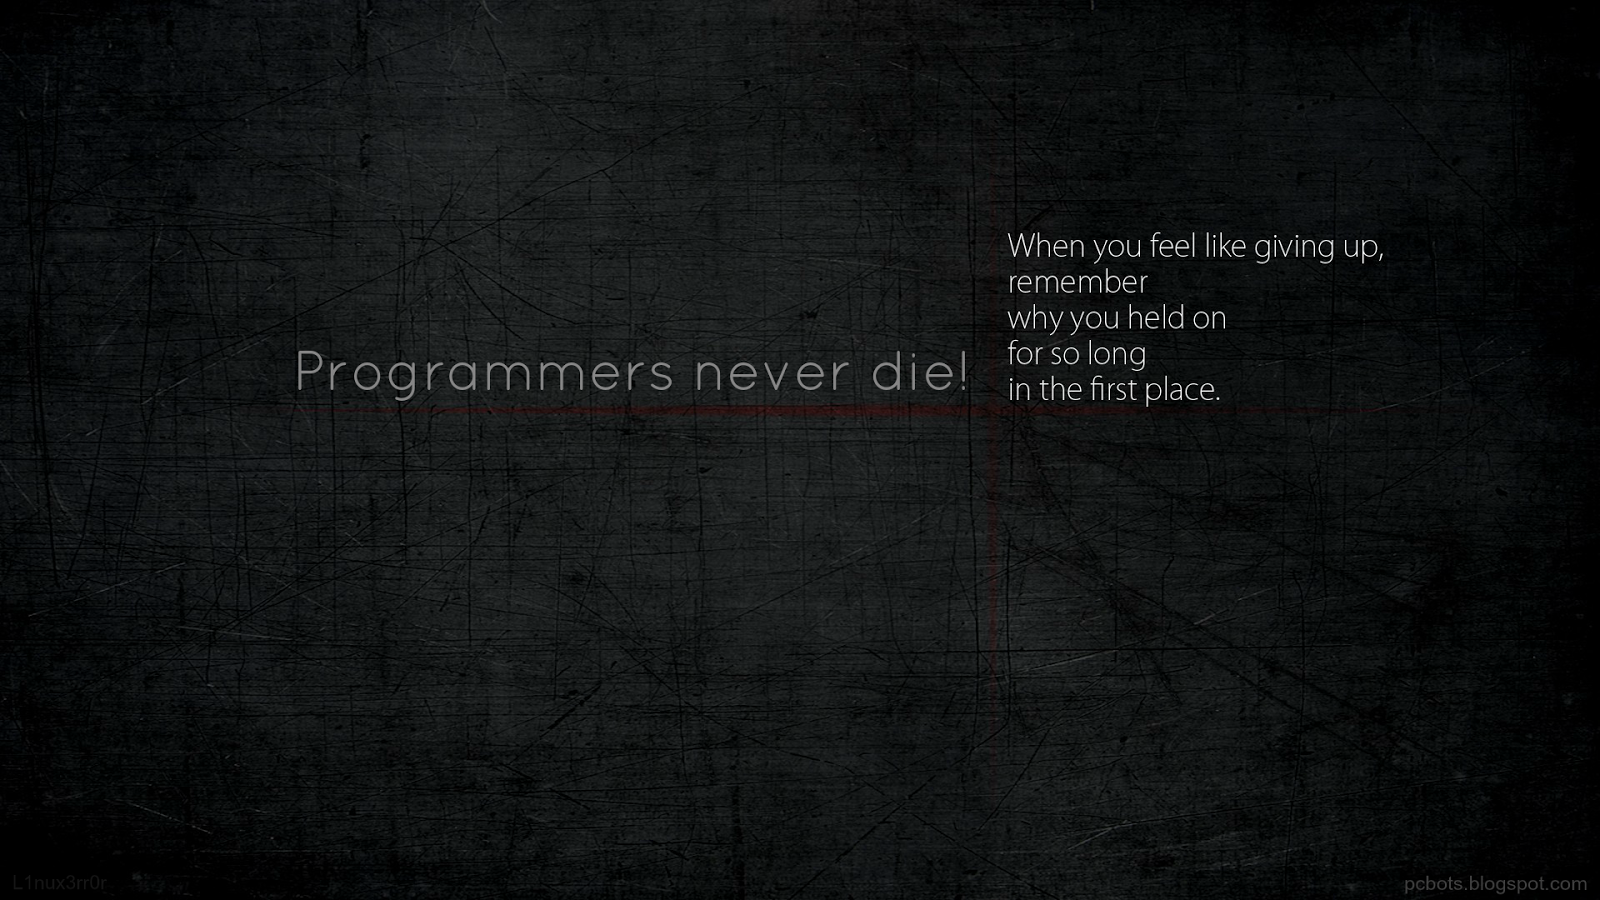 Programmers never die!
When you feel like giving up,
remember
why you held on
for so long
in the first place.
L1nux3rr0r
pcbots.blogspot.com